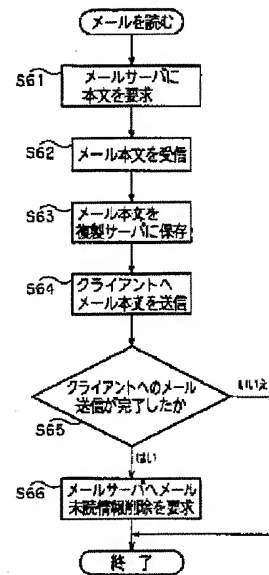 メールを読む
S61
メールサーバに
本文を要求
S62
メール本文を受信
S63
メール本文を
複製サーバに保存
S64
クライアントへ
メール本文を送信
クライアントへのメール
送信が完了したか
いいえ
S65
はい
S66
メールサーバへメール
未読情報削除を要求
終了